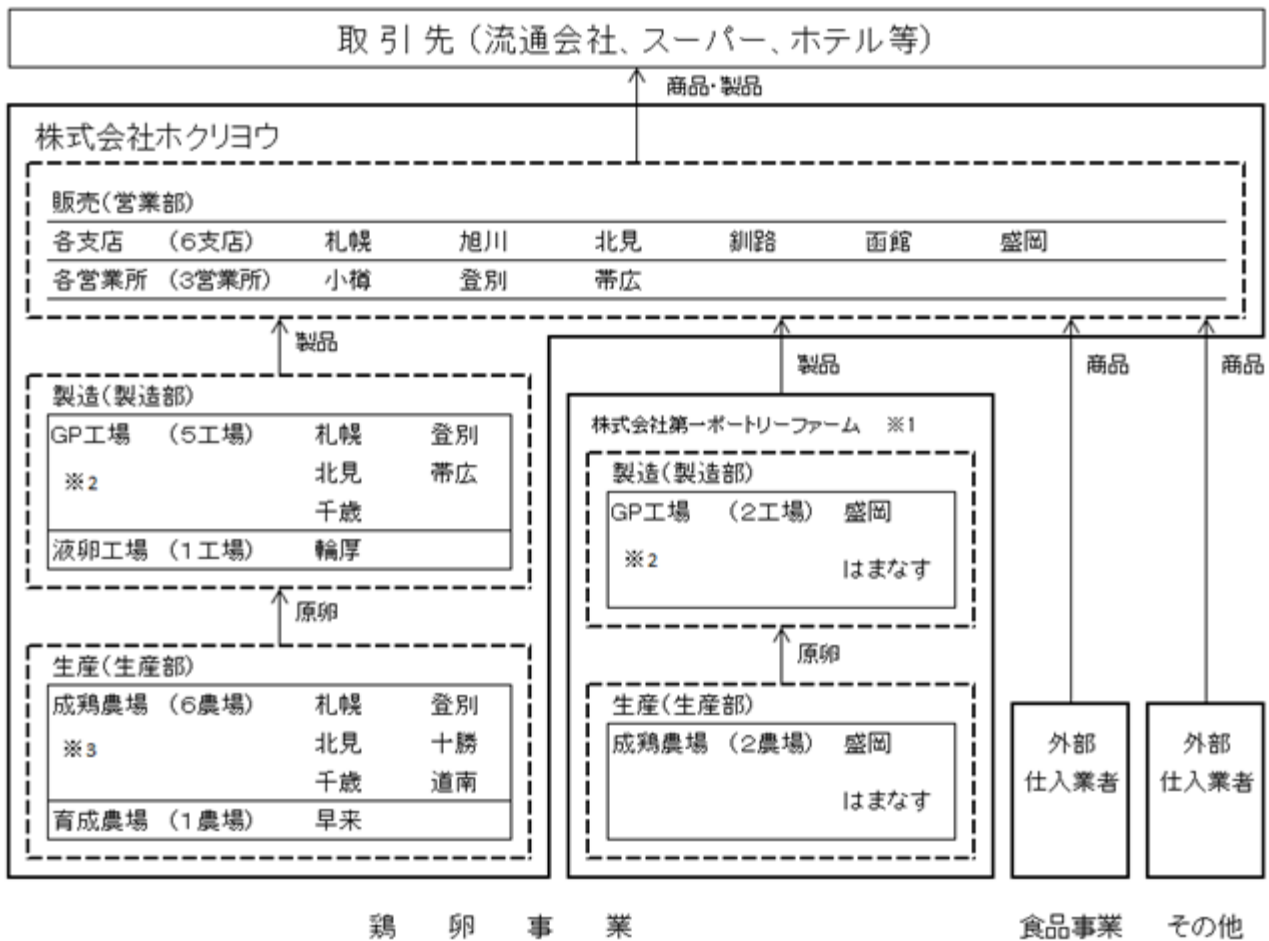 取引先（流通会社、スーパー、ホテル等）
商品・製品
株式会社ホクリヨウ
販売（営業部）
各支店 （6支店） 札幌 旭川 北見 釧路 函館 盛岡
各営業所 （3営業所） 小樽 登別 帯広
製品
製造（製造部）
GP工場 （5工場） 札幌 登別
※2 北見 帯広
千歳
液卵工場 （1工場） 輪厚
原卵
生産（生産部）
成鶏農場 （6農場） 札幌 登別
※3 北見 十勝
千歳 道南
育成農場 （1農場） 早来
製品
株式会社第一ポートリーファーム ※1
製造（製造部）
GP工場 （2工場） 盛岡
※2 はまなす
原卵
生産（生産部）
成鶏農場 （2農場） 盛岡
はまなす
商品
外部
仕入業者
商品
外部
仕入業者
鶏卵事業 食品事業 その他